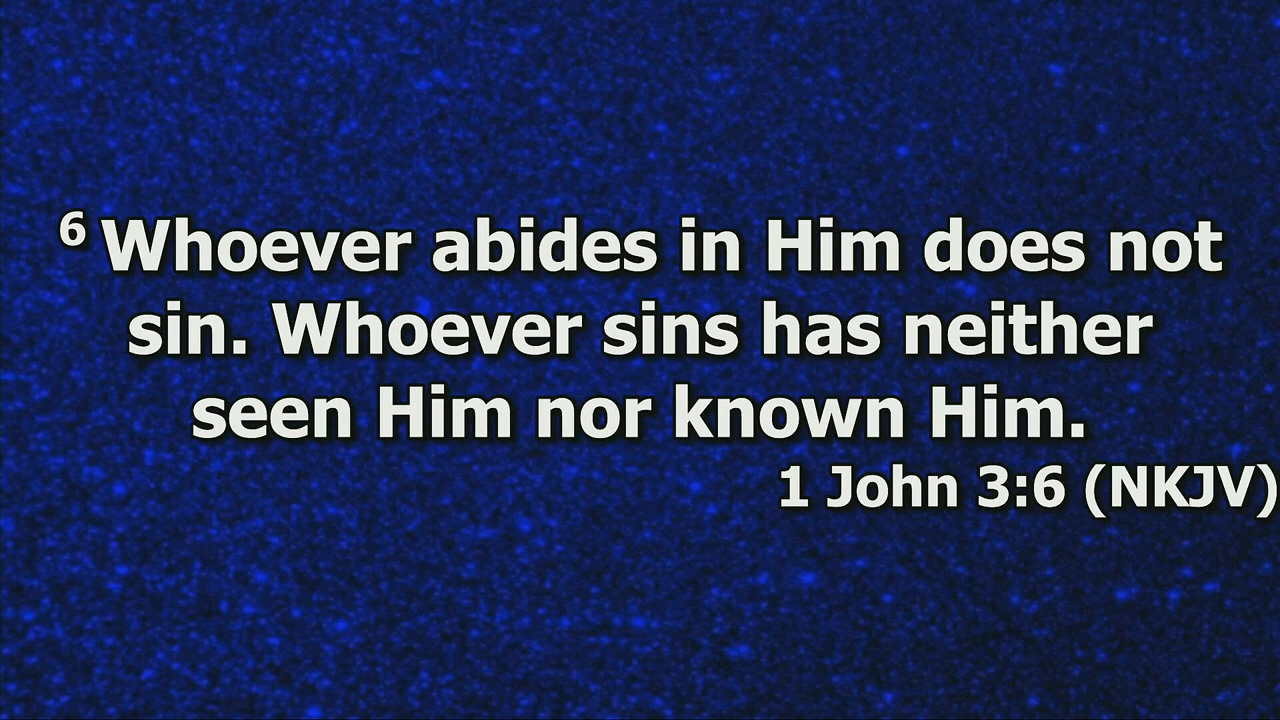 6 Whoever abides in Him does not
sin. Whoever sins has neither
seen Him nor known Him.
1 John 3:6 (NKJV)